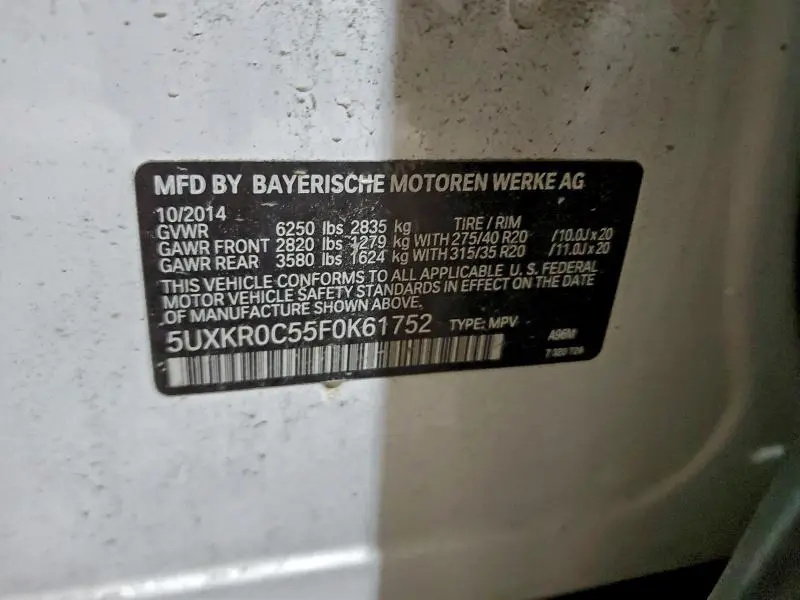 MFD BY BAYERISCHE MOTOREN WERKE AG
10/2014 TIRE / RIM
GVWR 6250 lbs 2835 kg
GAWR FRONT 2820 lbs 1279 kg WITH 275/40 R20 /10.0J x 20
GAWR REAR 3580 lbs 1624 kg WITH 315/35 R20 /11.0J x 20
THIS VEHICLE CONFORMS TO ALL APPLICABLE U. S. FEDERAL
MOTOR VEHICLE SAFETY STANDARDS IN EFFECT ON THE DATE
OF MANUFACTURE SHOWN ABOVE.
5UXKR0C55F0K61752 TYPE: MPV A96M